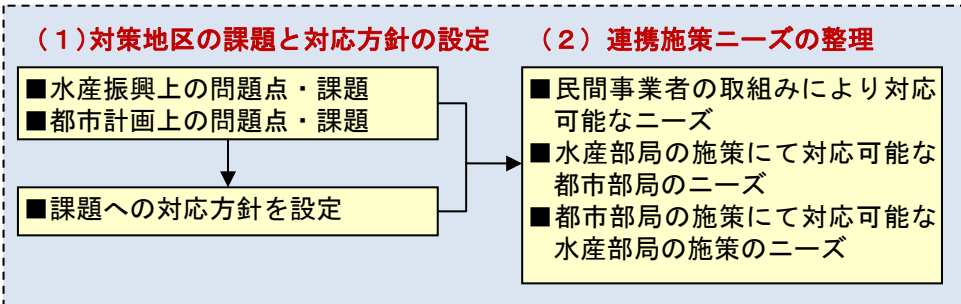 （１)対策地区の課題と対応方針の設定
■水産振興上の問題点・課題
■都市計画上の問題点・課題
■課題への対応方針を設定
（２）連携施策ニーズの整理
■民間事業者の取組みにより対応
可能なニーズ
■水産部局の施策にて対応可能な
都市部局のニーズ
■都市部局の施策にて対応可能な
水産部局の施策のニーズ